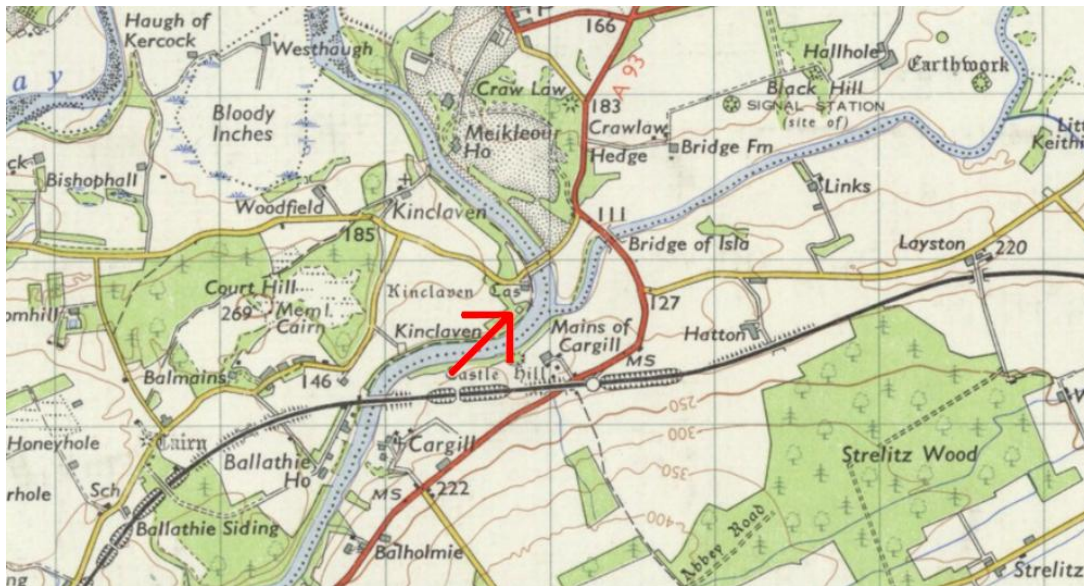 Haugh of
Kercock
Westhaugh
166
A 93
Hallhole
Earthwork
a y
Bloody
Inches
Craw Law
183
Black Hill
SIGNAL STATION
(site of)
Meikleour
Ho
Crawlaw
Hedge
Bridge Fm
Bishophall
Links
Woodfield
Kinclaven
111
185
Bridge of Isla
Layston
220
Court Hill
Kinclaven Cas
269
Meml.
Cairn
127
Kinclaven
Mains of
Cargill
Hatton
MS
Balmains
146
Castle Hill
250
Honeyhole
Cairn
300
Cargill
Ballathie
Ho
350
Strelitz Wood
Sch
MS
222
400
Ballathie Siding
Abbey Road
Balholmie
Strelitz